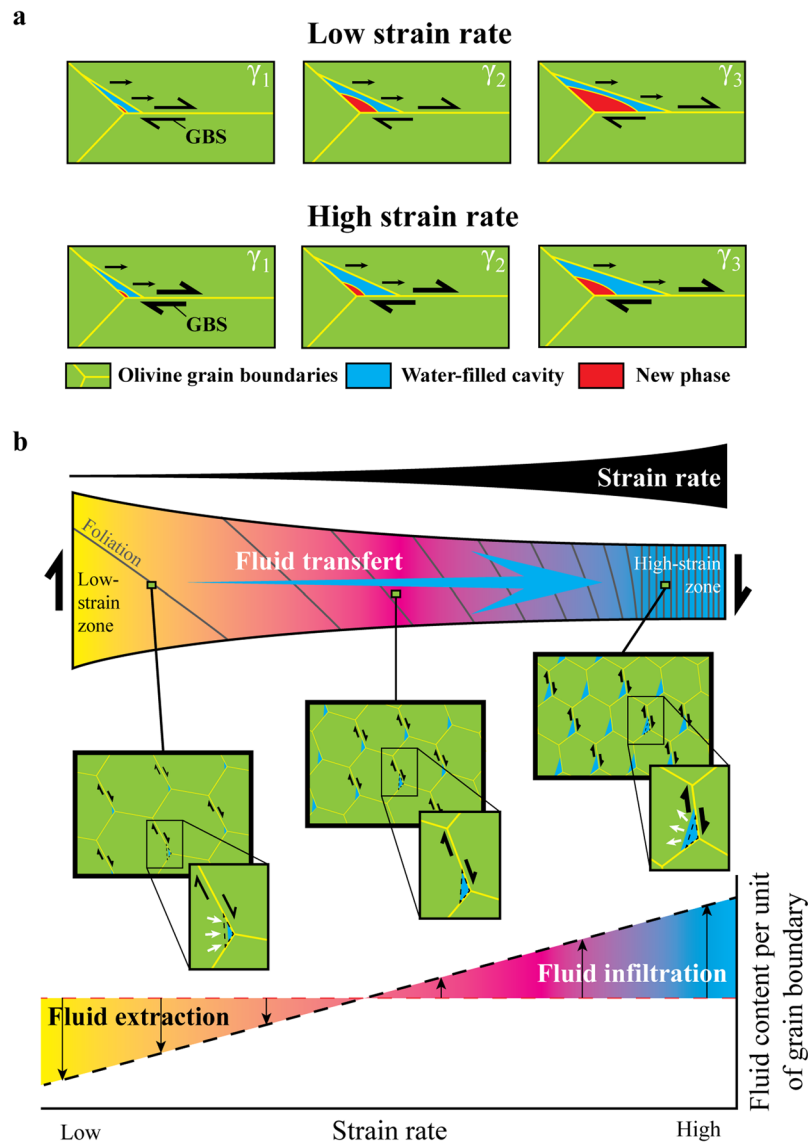 a
Low strain rate
γ1
GBS
γ2
γ3
High strain rate
γ1
GBS
γ2
γ3
Olivine grain boundaries
Water-filled cavity
New phase
b
Strain rate
Foliation
Fluid transfert
Low-
strain
zone
High-strain
zone
Fluid extraction
Fluid infiltration
Fluid content per unit
of grain boundary
Low
Strain rate
High